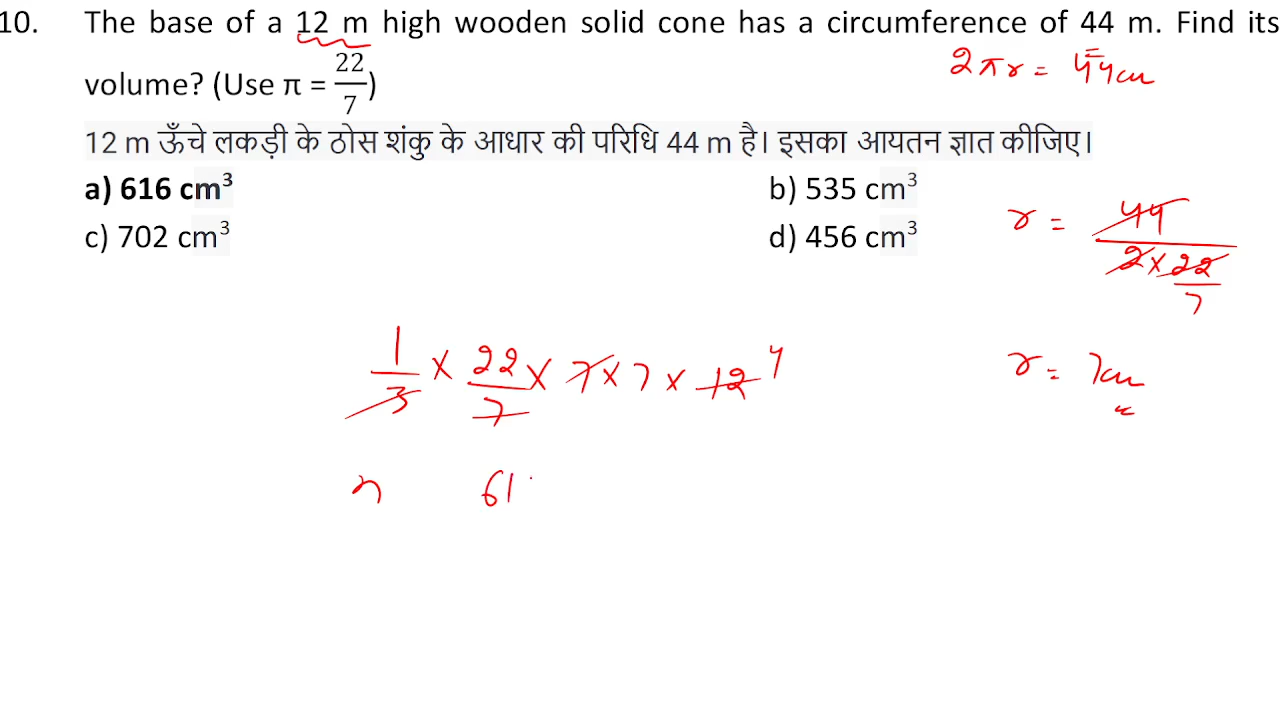 10. The base of a 12 m high wooden solid cone has a circumference of 44 m. Find its
volume? (Use π = 22/7)
2πr = 44cm
12 m ऊँचे लकड़ी के ठोस शंकु के आधार की परिधि 44 m है। इसका आयतन ज्ञात कीजिए।
a) 616 cm³ b) 535 cm³
c) 702 cm³ d) 456 cm³
r = 44/(2×22/7)
1/3 × 22/7 × 7×7 × 12 4
r = 7cm
61